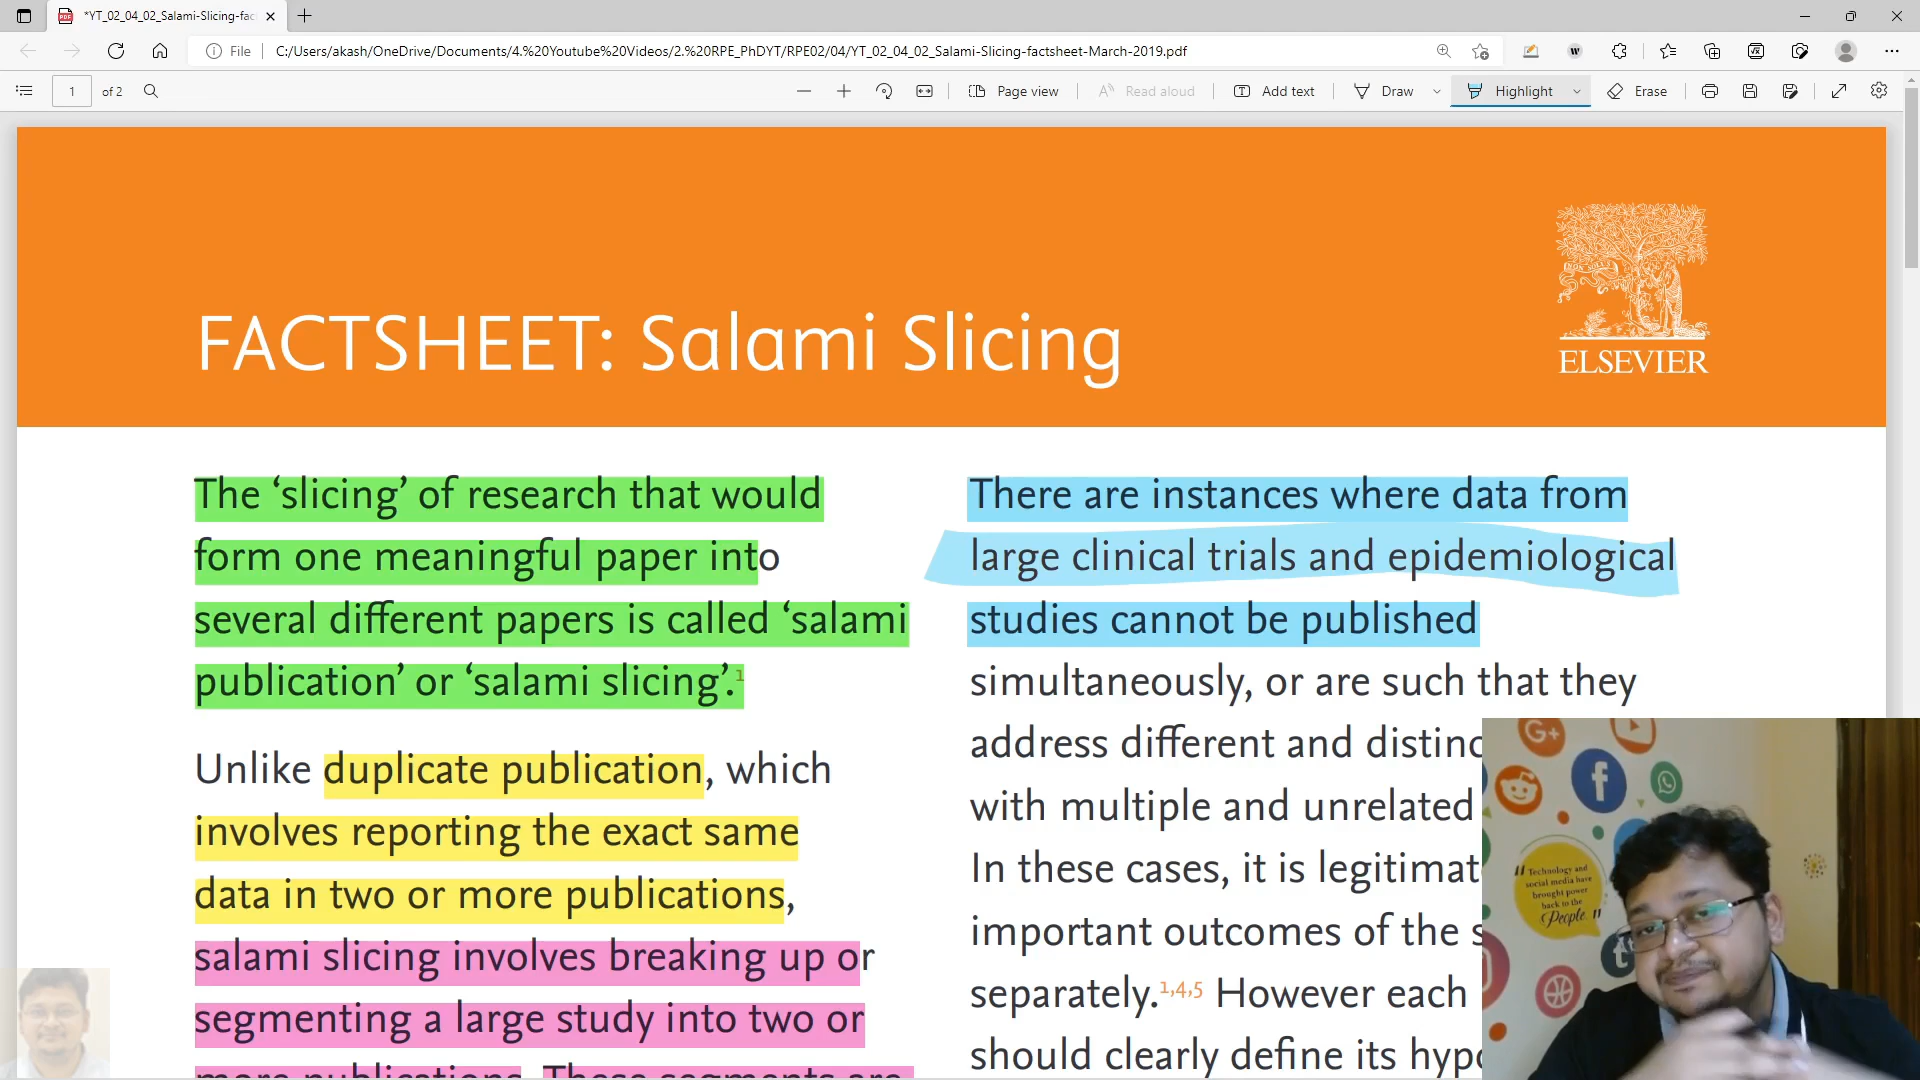 *YT_02_04_02_Salami-Slicing-fac
File
C:/Users/akash/OneDrive/Documents/4.%20Youtube%20Videos/2.%20RPE_PhDYT/RPE02/04/YT_02_04_02_Salami-Slicing-factsheet-March-2019.pdf
1 of 2
Page view
Read aloud
Add text
Draw
Highlight
Erase
FACTSHEET: Salami Slicing
ELSEVIER
The ‘slicing’ of research that would
form one meaningful paper into
several different papers is called ‘salami
publication’ or ‘salami slicing’.¹
Unlike duplicate publication, which
involves reporting the exact same
data in two or more publications,
salami slicing involves breaking up or
segmenting a large study into two or
more publications. These segments are
There are instances where data from
large clinical trials and epidemiological
studies cannot be published
simultaneously, or are such that they
address different and distinc
with multiple and unrelated
In these cases, it is legitimat
important outcomes of the s
separately.1,4,5 However each
should clearly define its hypo
G+
f
"Technology and
social media have
brought power
back to the
People"
t